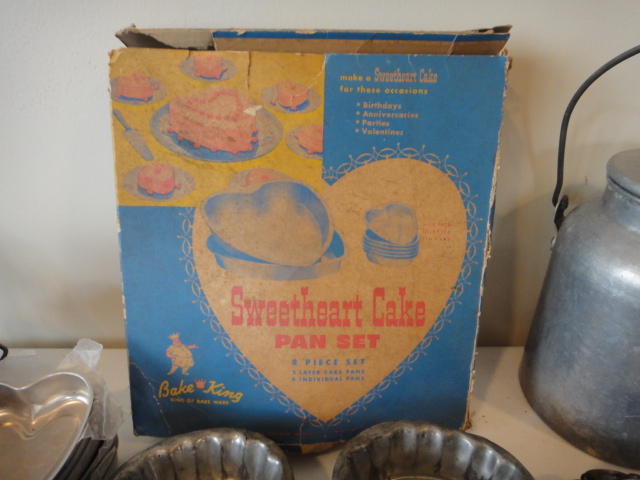 make a Sweetheart Cake
for these occasions
* Birthdays
* Anniversaries
* Parties
* Valentines
Sweetheart Cake
PAN SET
8 PIECE SET
2 LAYER CAKE PANS
6 INDIVIDUAL PANS
Bake King
KING OF BAKE WARE